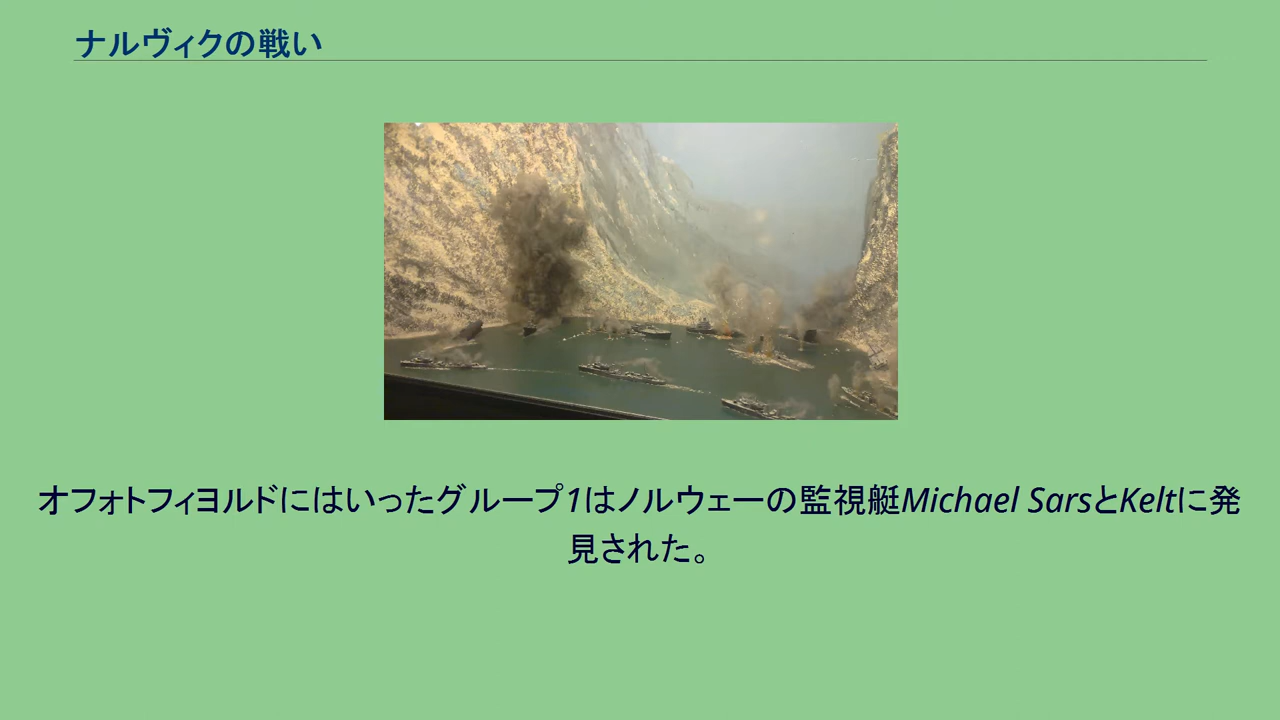 ナルヴィクの戦い
オフォトフィヨルドにはいったグループ1はノルウェーの監視艇Michael SarsとKeltに発
見された。